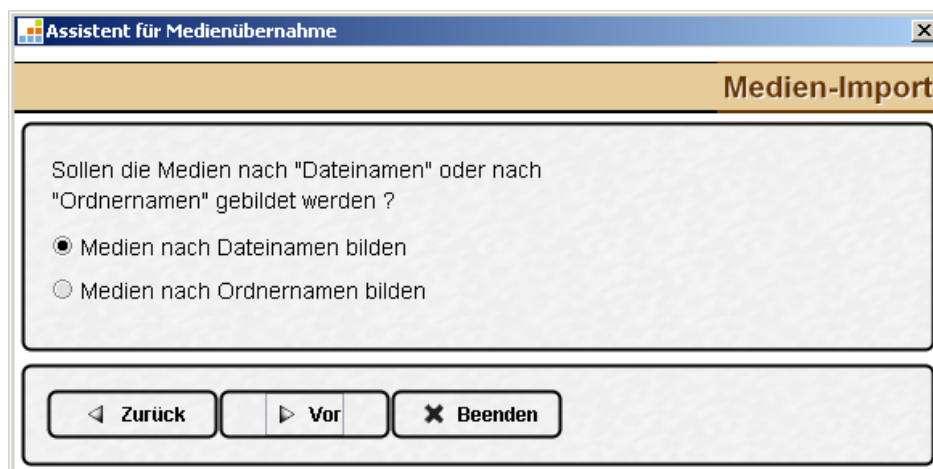 Assistent für Medienübernahme
Medien-Import
Sollen die Medien nach "Dateinamen" oder nach
"Ordnernamen" gebildet werden ?
Medien nach Dateinamen bilden
Medien nach Ordnernamen bilden
Zurück Vor Beenden